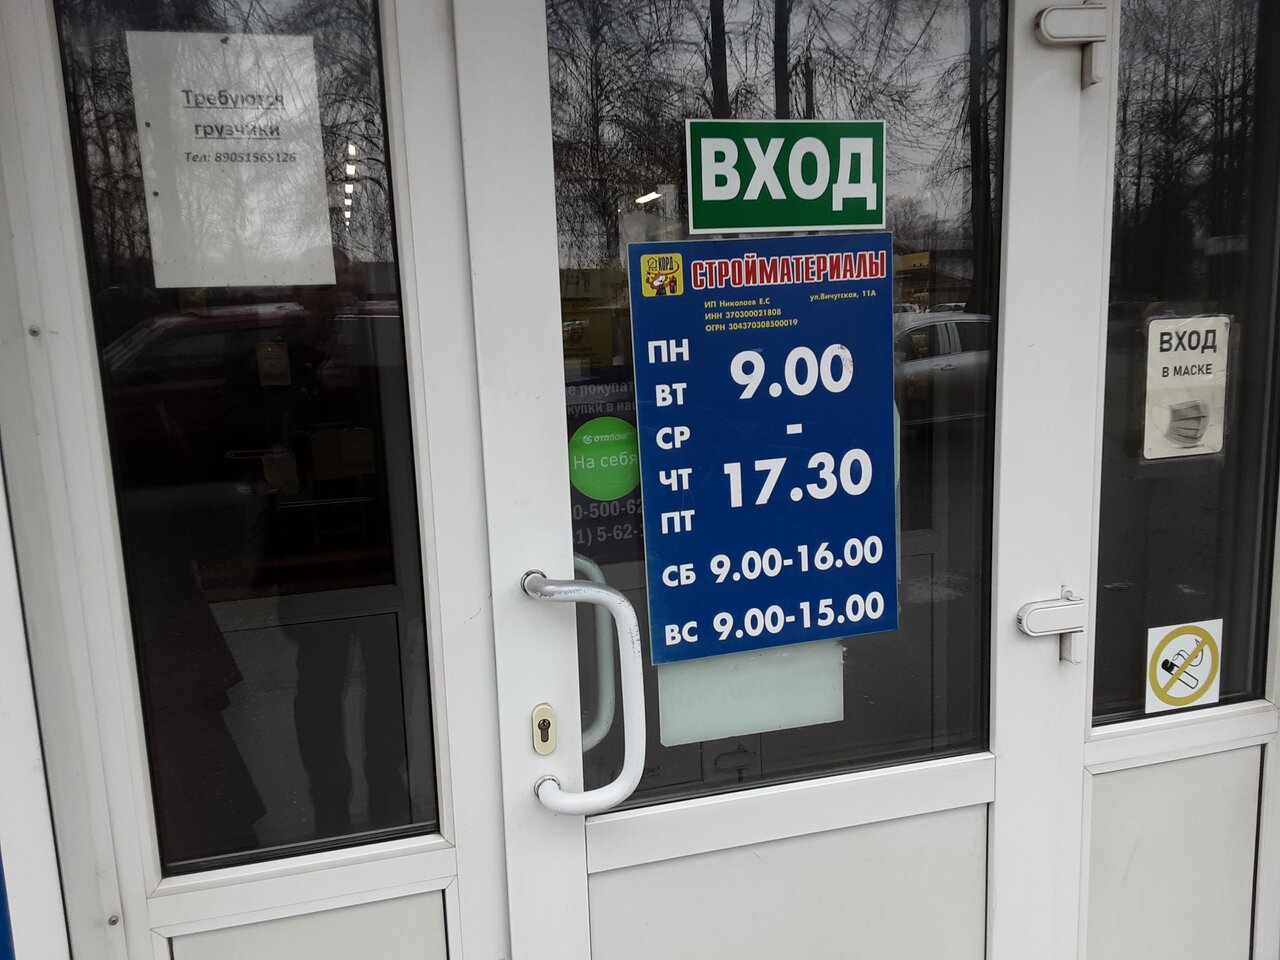 Требуются
грузчики
Тел: 89051565126
ВХОД
КОРД
СТРОЙМАТЕРИАЛЫ
ИП Николаев Е.С
ул.Вичугская, 11А
ИНН 370300021808
ОГРН 304370308500019
ПН
ВТ
СР
ЧТ
ПТ
9.00
-
17.30
СБ 9.00-16.00
ВС 9.00-15.00
отпбанк
На себя
ВХОД
В МАСКЕ